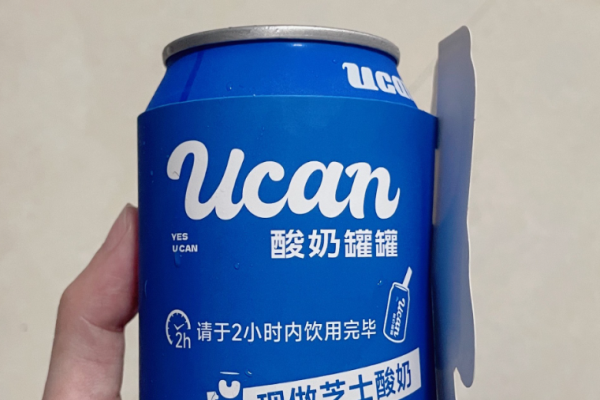 uca
ucan
酸奶罐罐
YES
U CAN
2h
请于2小时内饮用完毕
ucan
现做芝士酸奶